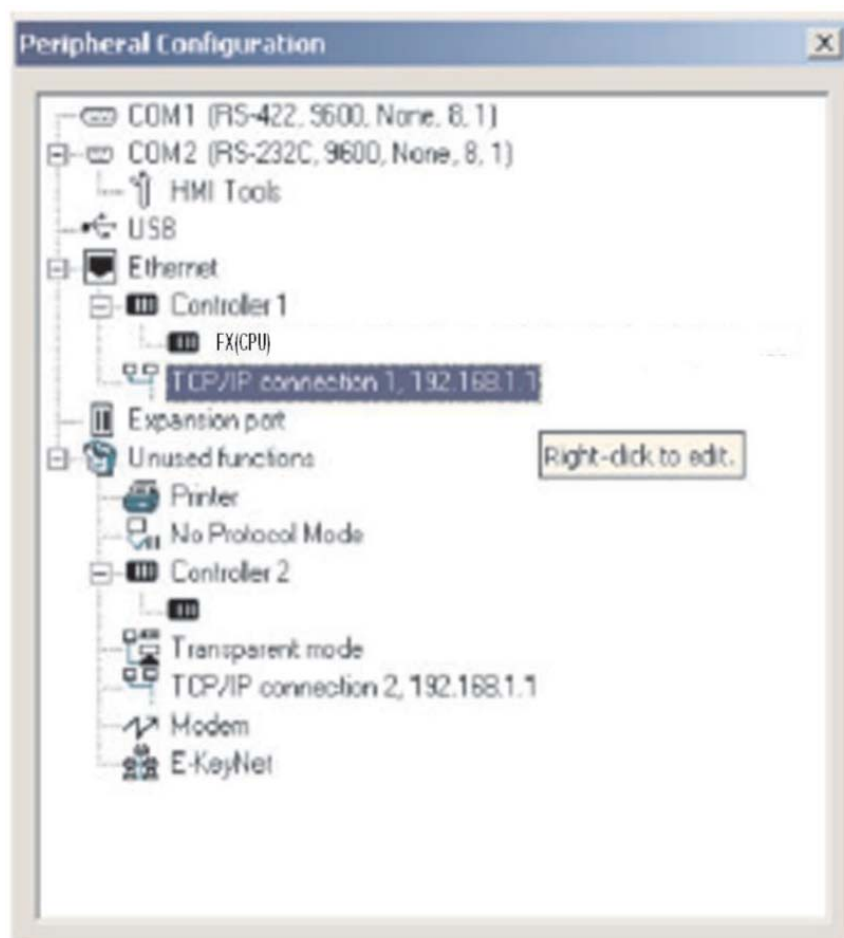 Peripheral Configuration
COM1 (RS-422, 9600, None, 8, 1)
COM2 (RS-232C, 9600, None, 8, 1)
HMI Tools
USB
Ethernet
Controller 1
FX(CPU)
TCP/IP connection 1, 192.168.1.1
Expansion port
Unused functions
Right-click to edit.
Printer
No Protocol Mode
Controller 2
Transparent mode
TCP/IP connection 2, 192.168.1.1
Modem
E-KeyNet